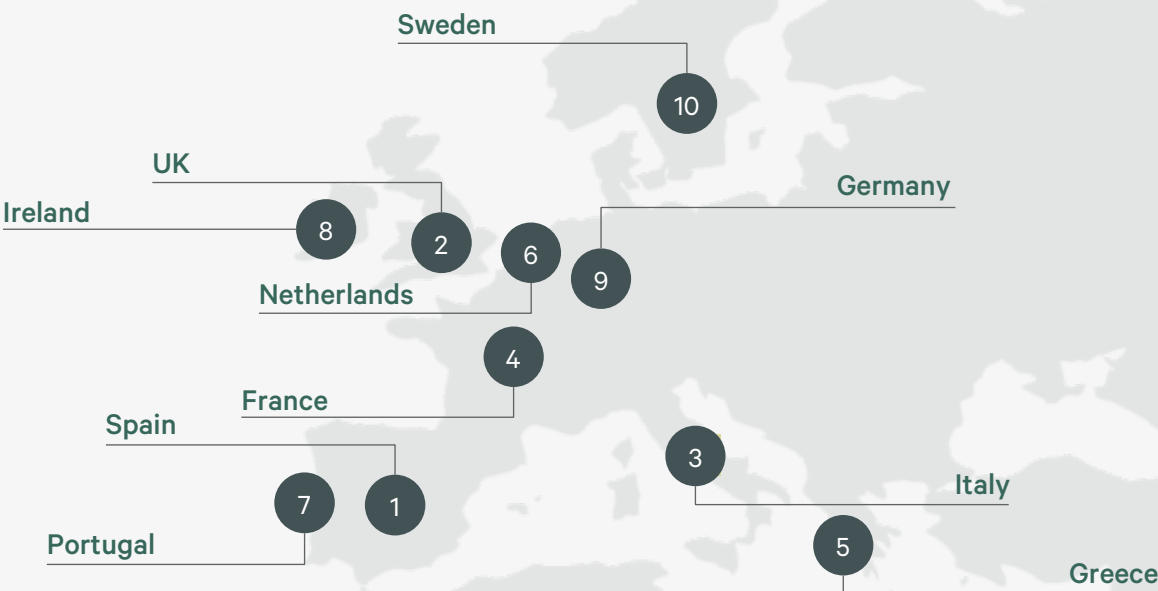 Sweden
10
UK
Germany
Ireland
8
2
6
9
Netherlands
4
France
Spain
3
Italy
7
1
Portugal
5
Greece